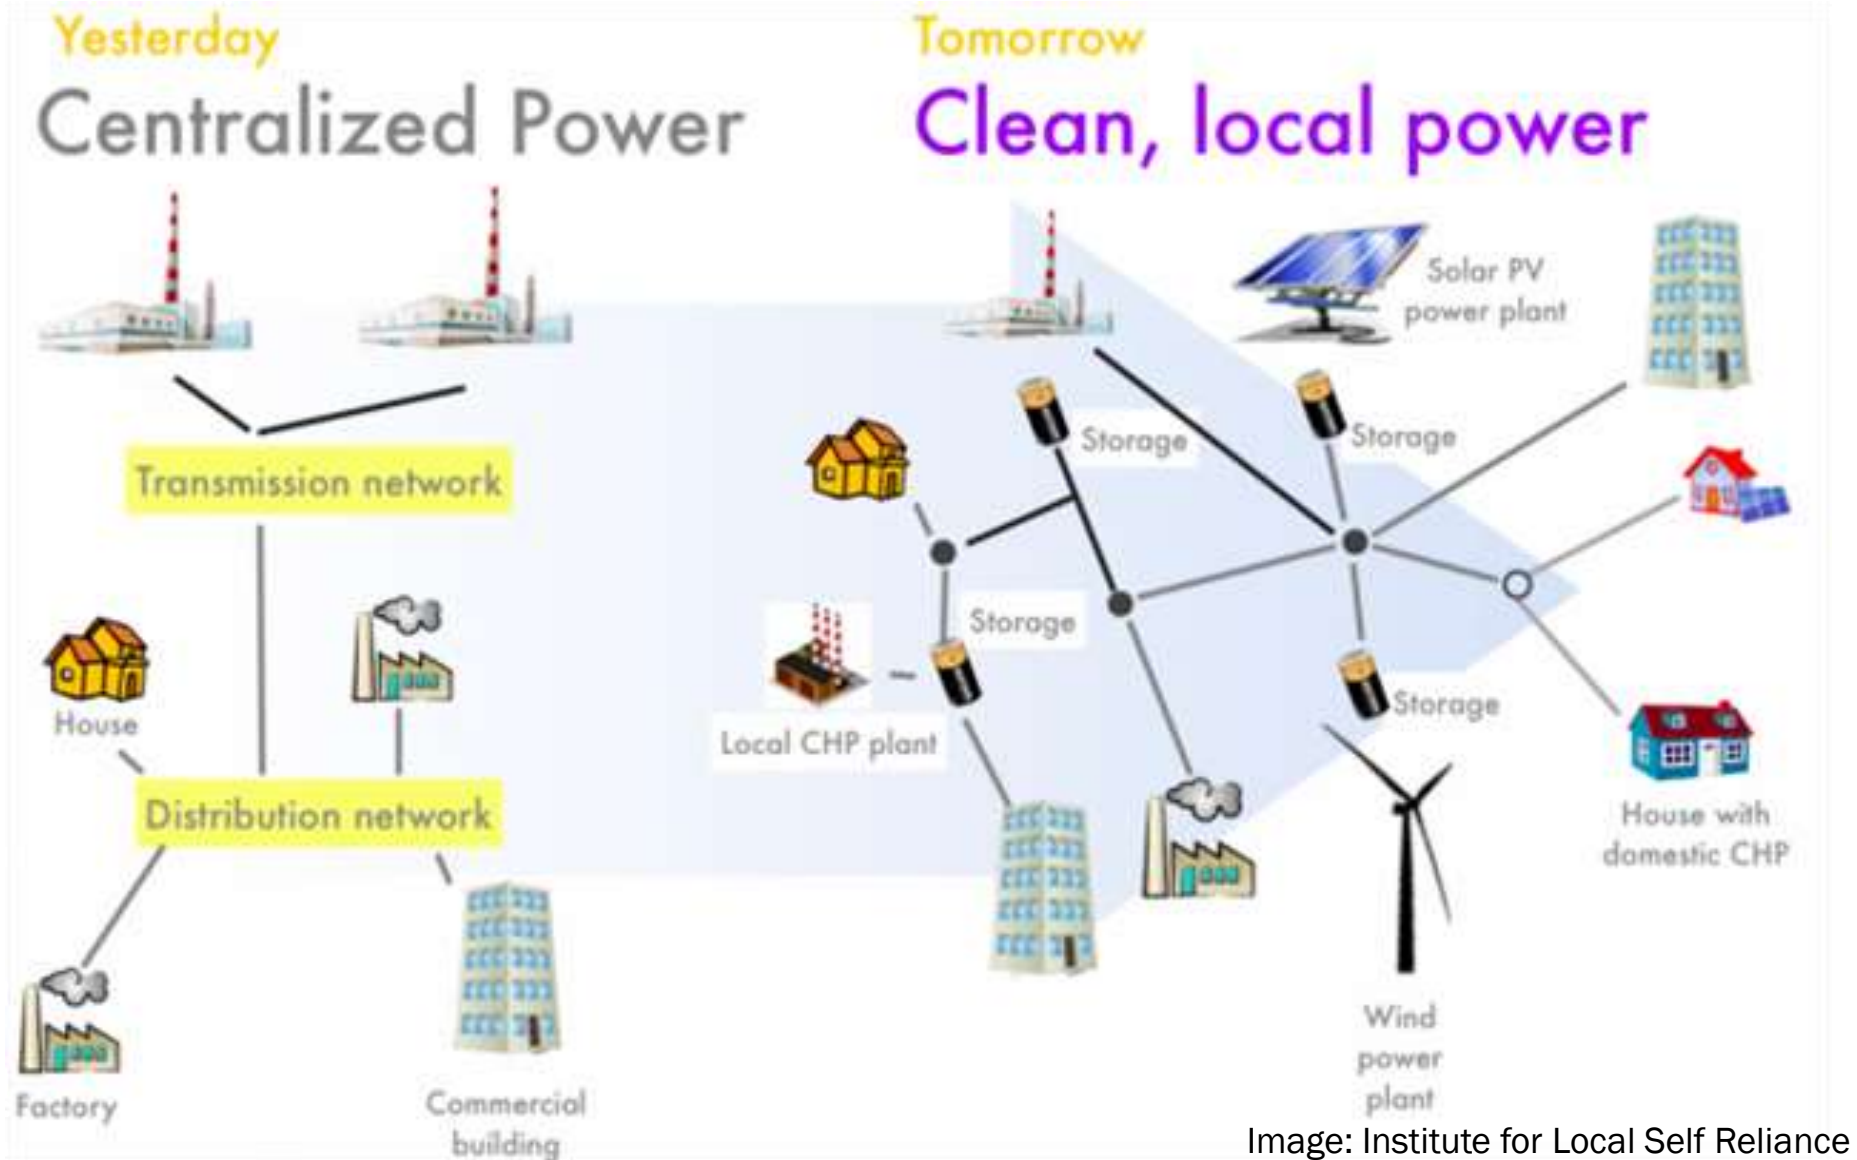 Yesterday
Centralized Power
Transmission network
House
Distribution network
Factory
Commercial
building
Tomorrow
Clean, local power
Solar PV
power plant
Storage
Storage
Storage
Local CHP plant
Storage
House with
domestic CHP
Wind
power
plant
Image: Institute for Local Self Reliance